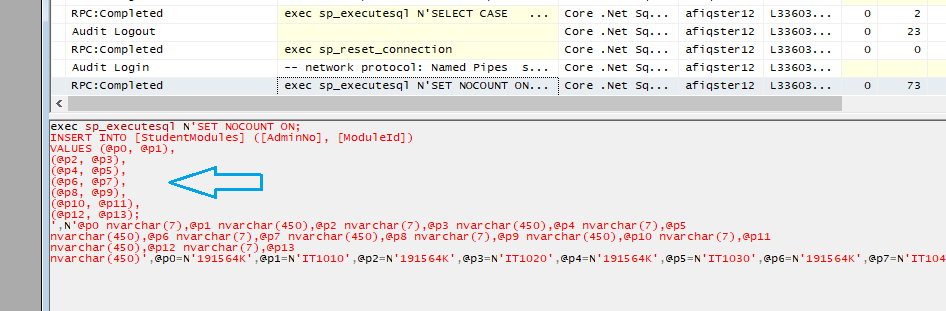 RPC:Completed exec sp_executesql N'SELECT CASE ... Core .Net Sq... afiqster12 L33603... 0 2
Audit Logout Core .Net Sq... afiqster12 L33603... 0 23
RPC:Completed exec sp_reset_connection Core .Net Sq... afiqster12 L33603... 0 0
Audit Login -- network protocol: Named Pipes s... Core .Net Sq... afiqster12 L33603...
RPC:Completed exec sp_executesql N'SET NOCOUNT ON... Core .Net Sq... afiqster12 L33603... 0 73
exec sp_executesql N'SET NOCOUNT ON;
INSERT INTO [StudentModules] ([AdminNo], [ModuleId])
VALUES (@p0, @p1),
(@p2, @p3),
(@p4, @p5),
(@p6, @p7),
(@p8, @p9),
(@p10, @p11),
(@p12, @p13);
',N'@p0 nvarchar(7),@p1 nvarchar(450),@p2 nvarchar(7),@p3 nvarchar(450),@p4 nvarchar(7),@p5
nvarchar(450),@p6 nvarchar(7),@p7 nvarchar(450),@p8 nvarchar(7),@p9 nvarchar(450),@p10 nvarchar(7),@p11
nvarchar(450),@p12 nvarchar(7),@p13
nvarchar(450)',@p0=N'191564K',@p1=N'IT1010',@p2=N'191564K',@p3=N'IT1020',@p4=N'191564K',@p5=N'IT1030',@p6=N'191564K',@p7=N'IT104